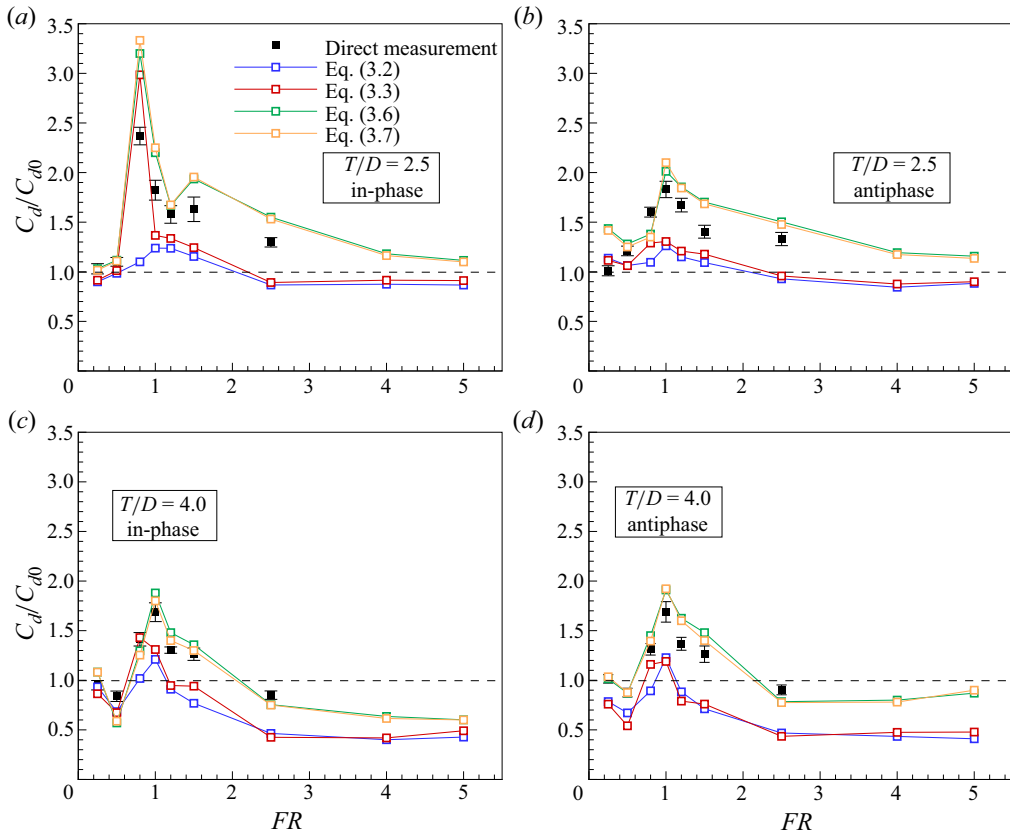 (a)
3.5
3.0
2.5
2.0
1.5
1.0
0.5
0
1
2
3
4
5
C_d/C_{d0}
Direct measurement
Eq. (3.2)
Eq. (3.3)
Eq. (3.6)
Eq. (3.7)
T/D = 2.5
in-phase
(b)
3.5
3.0
2.5
2.0
1.5
1.0
0.5
0
1
2
3
4
5
T/D = 2.5
antiphase
(c)
3.5
3.0
2.5
2.0
1.5
1.0
0.5
0
1
2
3
4
5
C_d/C_{d0}
FR
T/D = 4.0
in-phase
(d)
3.5
3.0
2.5
2.0
1.5
1.0
0.5
0
1
2
3
4
5
FR
T/D = 4.0
antiphase